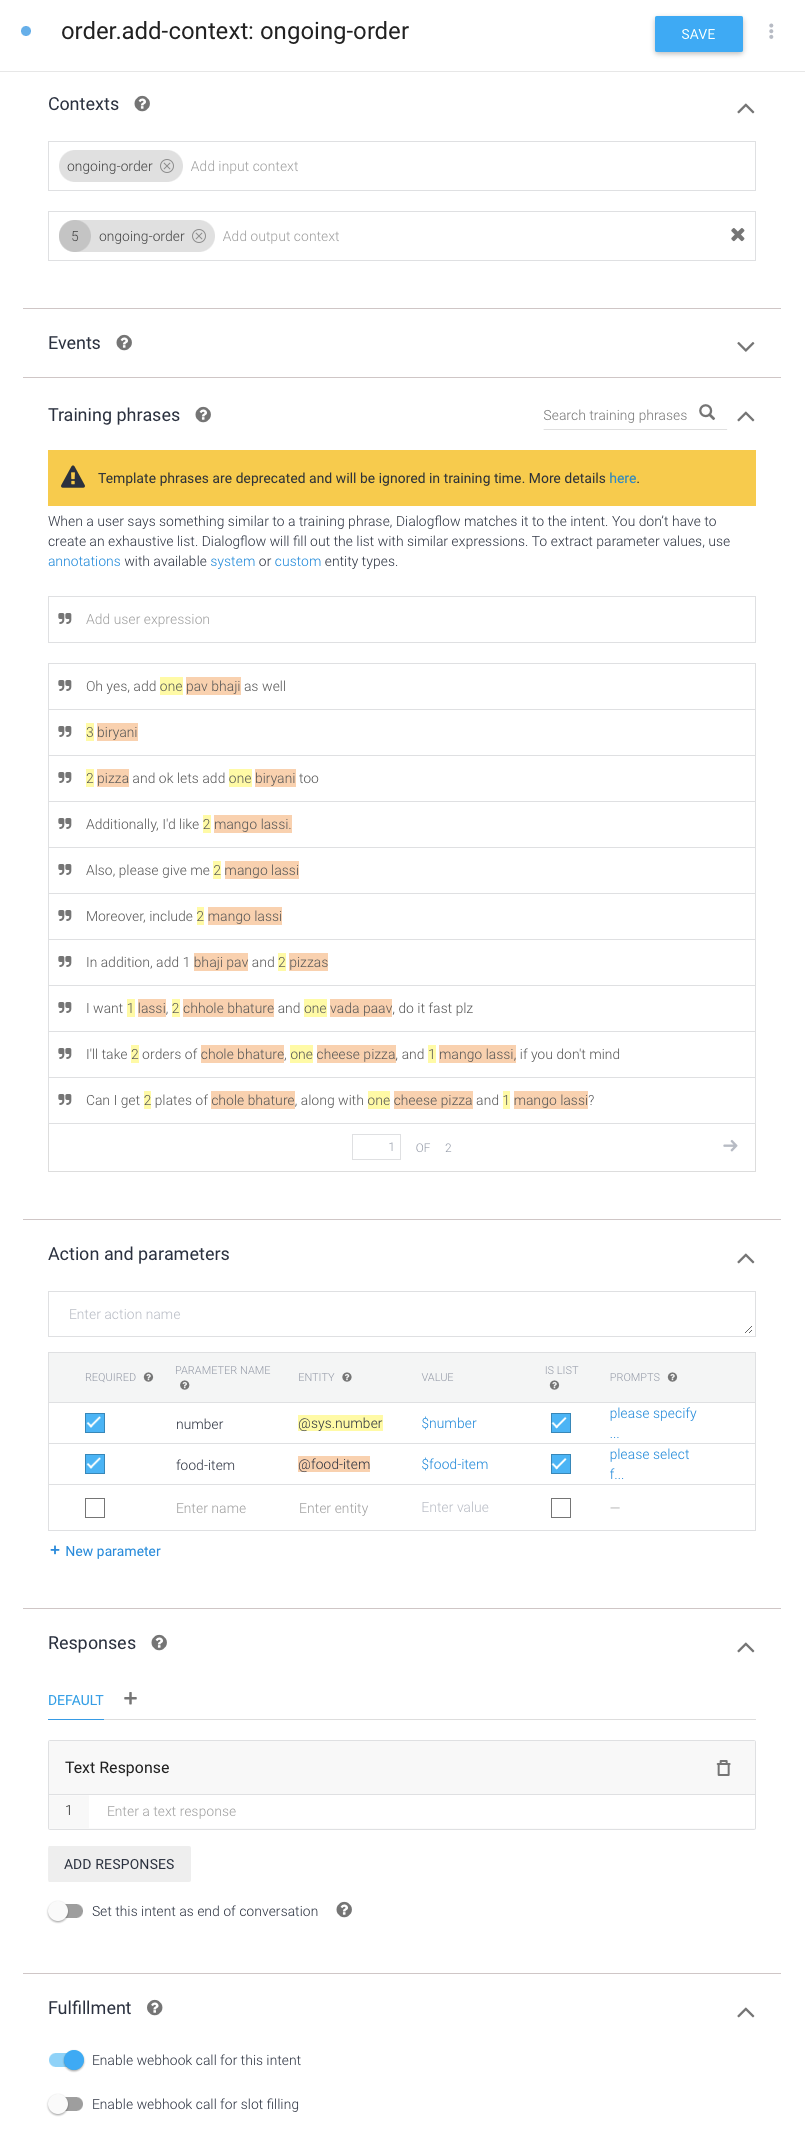 order.add-context: ongoing-order
SAVE
Contexts
ongoing-order Add input context
5 ongoing-order Add output context
Events
Training phrases
Search training phrases
Template phrases are deprecated and will be ignored in training time. More details here.
When a user says something similar to a training phrase, Dialogflow matches it to the intent. You don't have to
create an exhaustive list. Dialogflow will fill out the list with similar expressions. To extract parameter values, use
annotations with available system or custom entity types.
Add user expression
Oh yes, add one pav bhaji as well
3 biryani
2 pizza and ok lets add one biryani too
Additionally, I'd like 2 mango lassi.
Also, please give me 2 mango lassi
Moreover, include 2 mango lassi
In addition, add 1 bhaji pav and 2 pizzas
I want 1 lassi, 2 chhole bhature and one vada paav, do it fast plz
I'll take 2 orders of chole bhature, one cheese pizza, and 1 mango lassi, if you don't mind
Can I get 2 plates of chole bhature, along with one cheese pizza and 1 mango lassi?
1 OF 2
Action and parameters
Enter action name
REQUIRED PARAMETER NAME ENTITY VALUE IS LIST PROMPTS
number @sys.number $number please specify
...
food-item @food-item $food-item please select
f...
Enter name Enter entity Enter value —
+ New parameter
Responses
DEFAULT
Text Response
1 Enter a text response
ADD RESPONSES
Set this intent as end of conversation
Fulfillment
Enable webhook call for this intent
Enable webhook call for slot filling